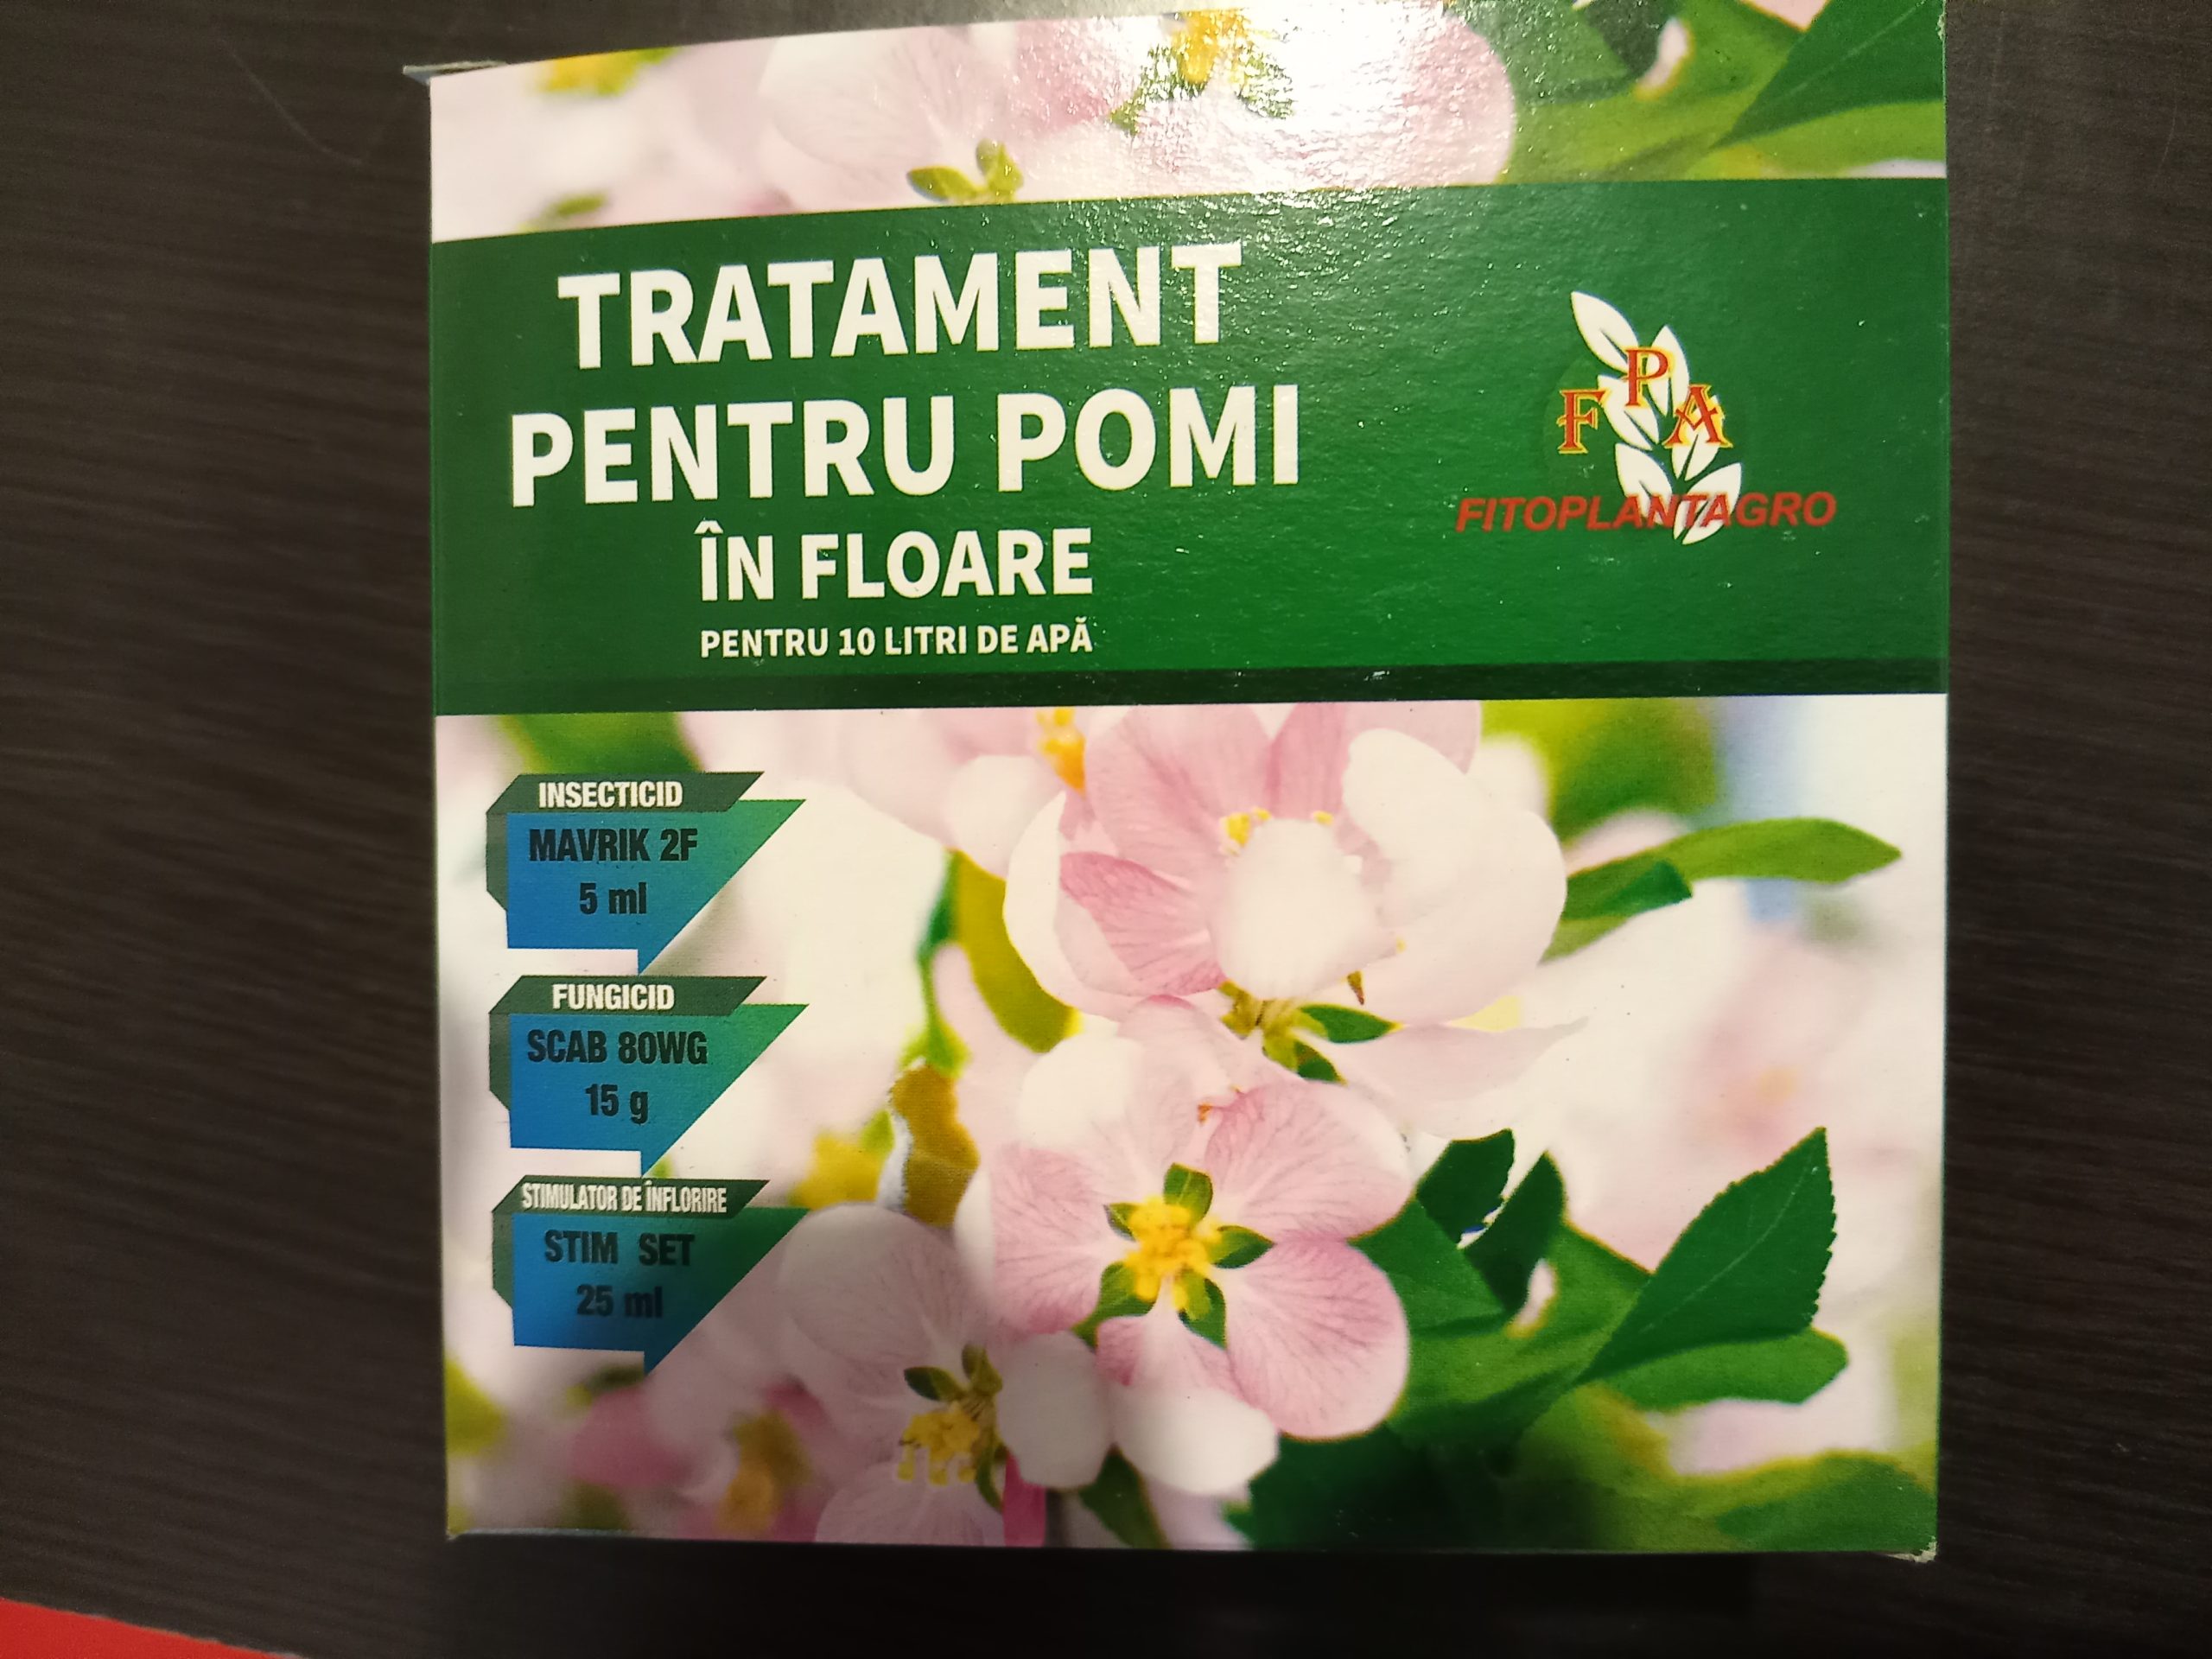 TRATAMENT
PENTRU POMI
ÎN FLOARE
PENTRU 10 LITRI DE APĂ
FPA
FITOPLANTAGRO
INSECTICID
MAVRIK 2F
5 ml
FUNGICID
SCAB 80WG
15 g
STIMULATOR DE ÎNFLORIRE
STIM SET
25 ml